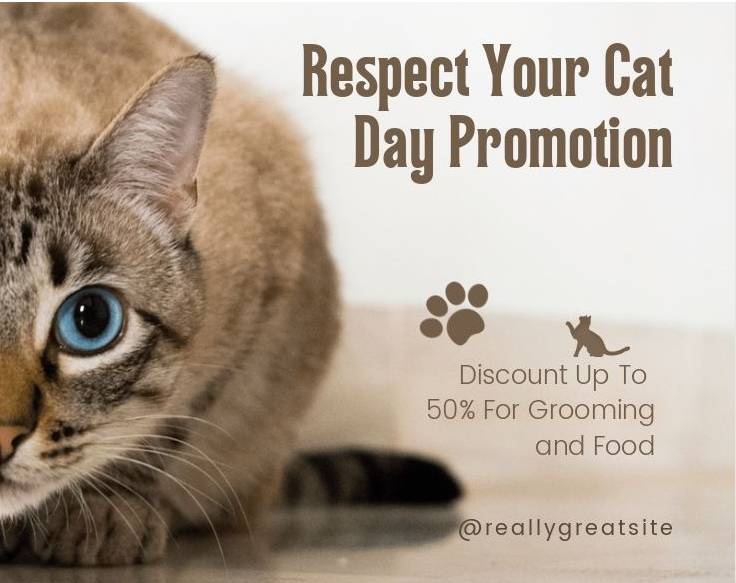 Respect Your Cat
Day Promotion
Discount Up To
50% For Grooming
and Food
@reallygreatsite